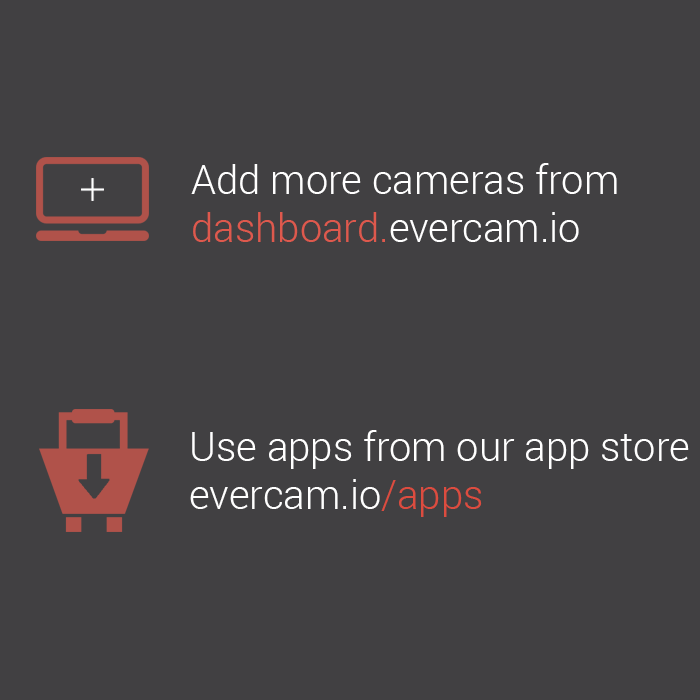 Add more cameras from
dashboard.evercam.io
Use apps from our app store
evercam.io/apps